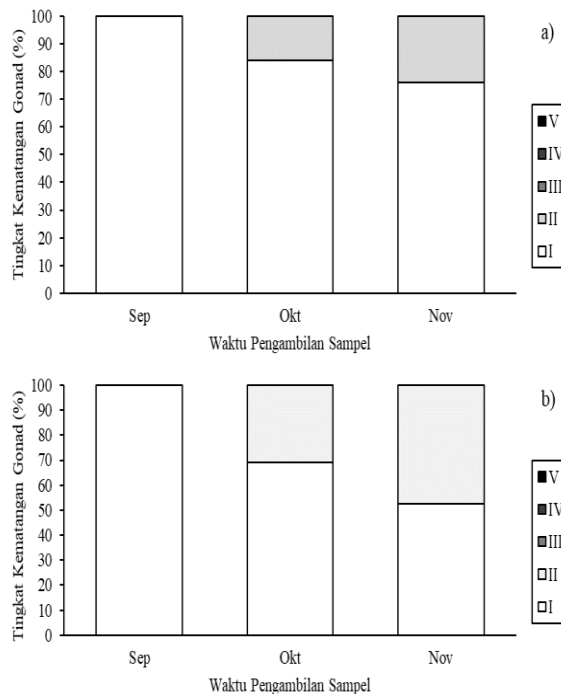 a)
Tingkat Kematangan Gonad (%)
100
90
80
70
60
50
40
30
20
10
0
Sep Okt Nov
Waktu Pengambilan Sampel
V
IV
III
II
I
b)
Tingkat Kematangan Gonad (%)
100
90
80
70
60
50
40
30
20
10
0
Sep Okt Nov
Waktu Pengambilan Sampel
V
IV
III
II
I